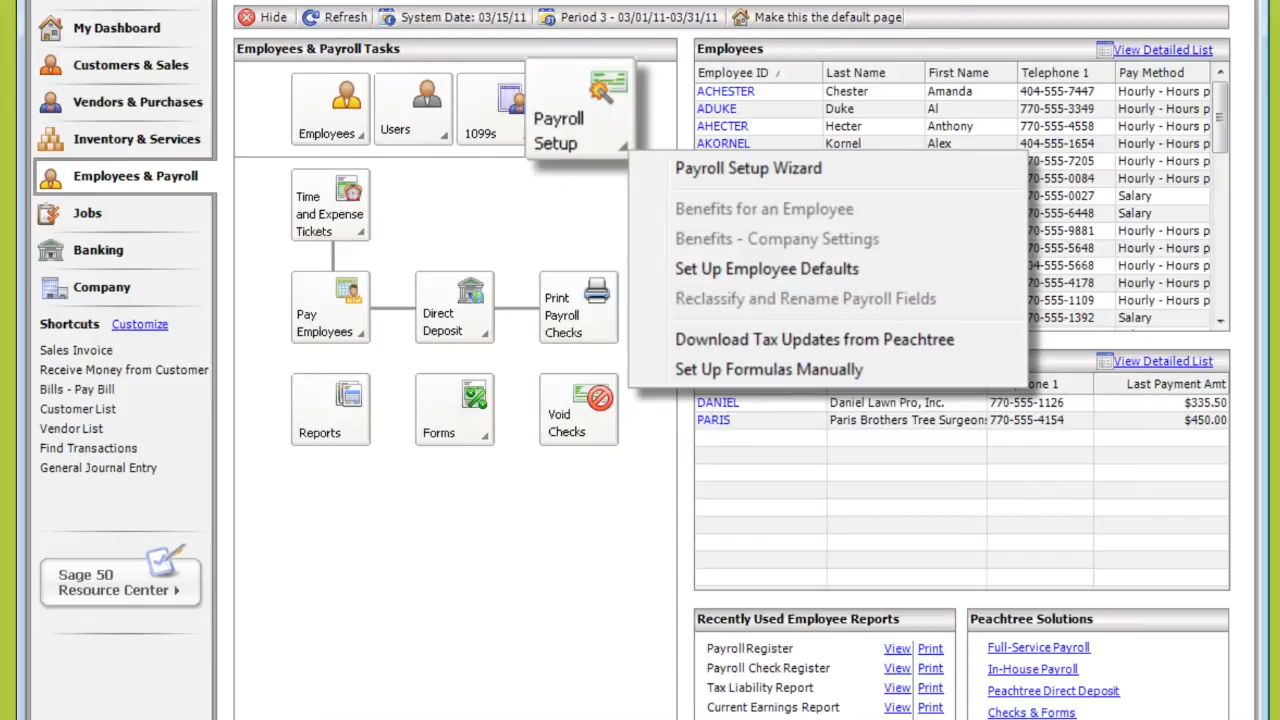 Hide
Refresh
System Date: 03/15/11
Period 3 - 03/01/11-03/31/11
Make this the default page
My Dashboard
Customers & Sales
Vendors & Purchases
Inventory & Services
Employees & Payroll
Jobs
Banking
Company
Shortcuts Customize
Sales Invoice
Receive Money from Customer
Bills - Pay Bill
Customer List
Vendor List
Find Transactions
General Journal Entry
Sage 50
Resource Center
Employees & Payroll Tasks
Employees
Users
1099s
Payroll
Setup
Time
and Expense
Tickets
Pay
Employees
Direct
Deposit
Print
Payroll
Checks
Reports
Forms
Void
Checks
Payroll Setup Wizard
Benefits for an Employee
Benefits - Company Settings
Set Up Employee Defaults
Reclassify and Rename Payroll Fields
Download Tax Updates from Peachtree
Set Up Formulas Manually
Employees View Detailed List
Employee ID / Last Name First Name Telephone 1 Pay Method
ACHESTER Chester Amanda 404-555-7447 Hourly - Hours p
ADUKE Duke Al 770-555-3349 Hourly - Hours p
AHECTER Hecter Anthony 770-555-4558 Hourly - Hours p
AKORNEL Kornel Alex 404-555-1654 Hourly - Hours p
70-555-7205 Hourly - Hours p
70-555-0084 Hourly - Hours p
70-555-0027 Salary
70-555-6448 Salary
70-555-9881 Hourly - Hours p
70-555-5648 Hourly - Hours p
04-555-5668 Hourly - Hours p
70-555-4178 Hourly - Hours p
70-555-1109 Hourly - Hours p
70-555-1392 Salary
View Detailed List
one 1 Last Payment Amt
DANIEL Daniel Lawn Pro, Inc. 770-555-1126 $335.50
PARIS Paris Brothers Tree Surgeons 770-555-4154 $450.00
Recently Used Employee Reports
Payroll Register View Print
Payroll Check Register View Print
Tax Liability Report View Print
Current Earnings Report View Print
Peachtree Solutions
Full-Service Payroll
In-House Payroll
Peachtree Direct Deposit
Checks & Forms